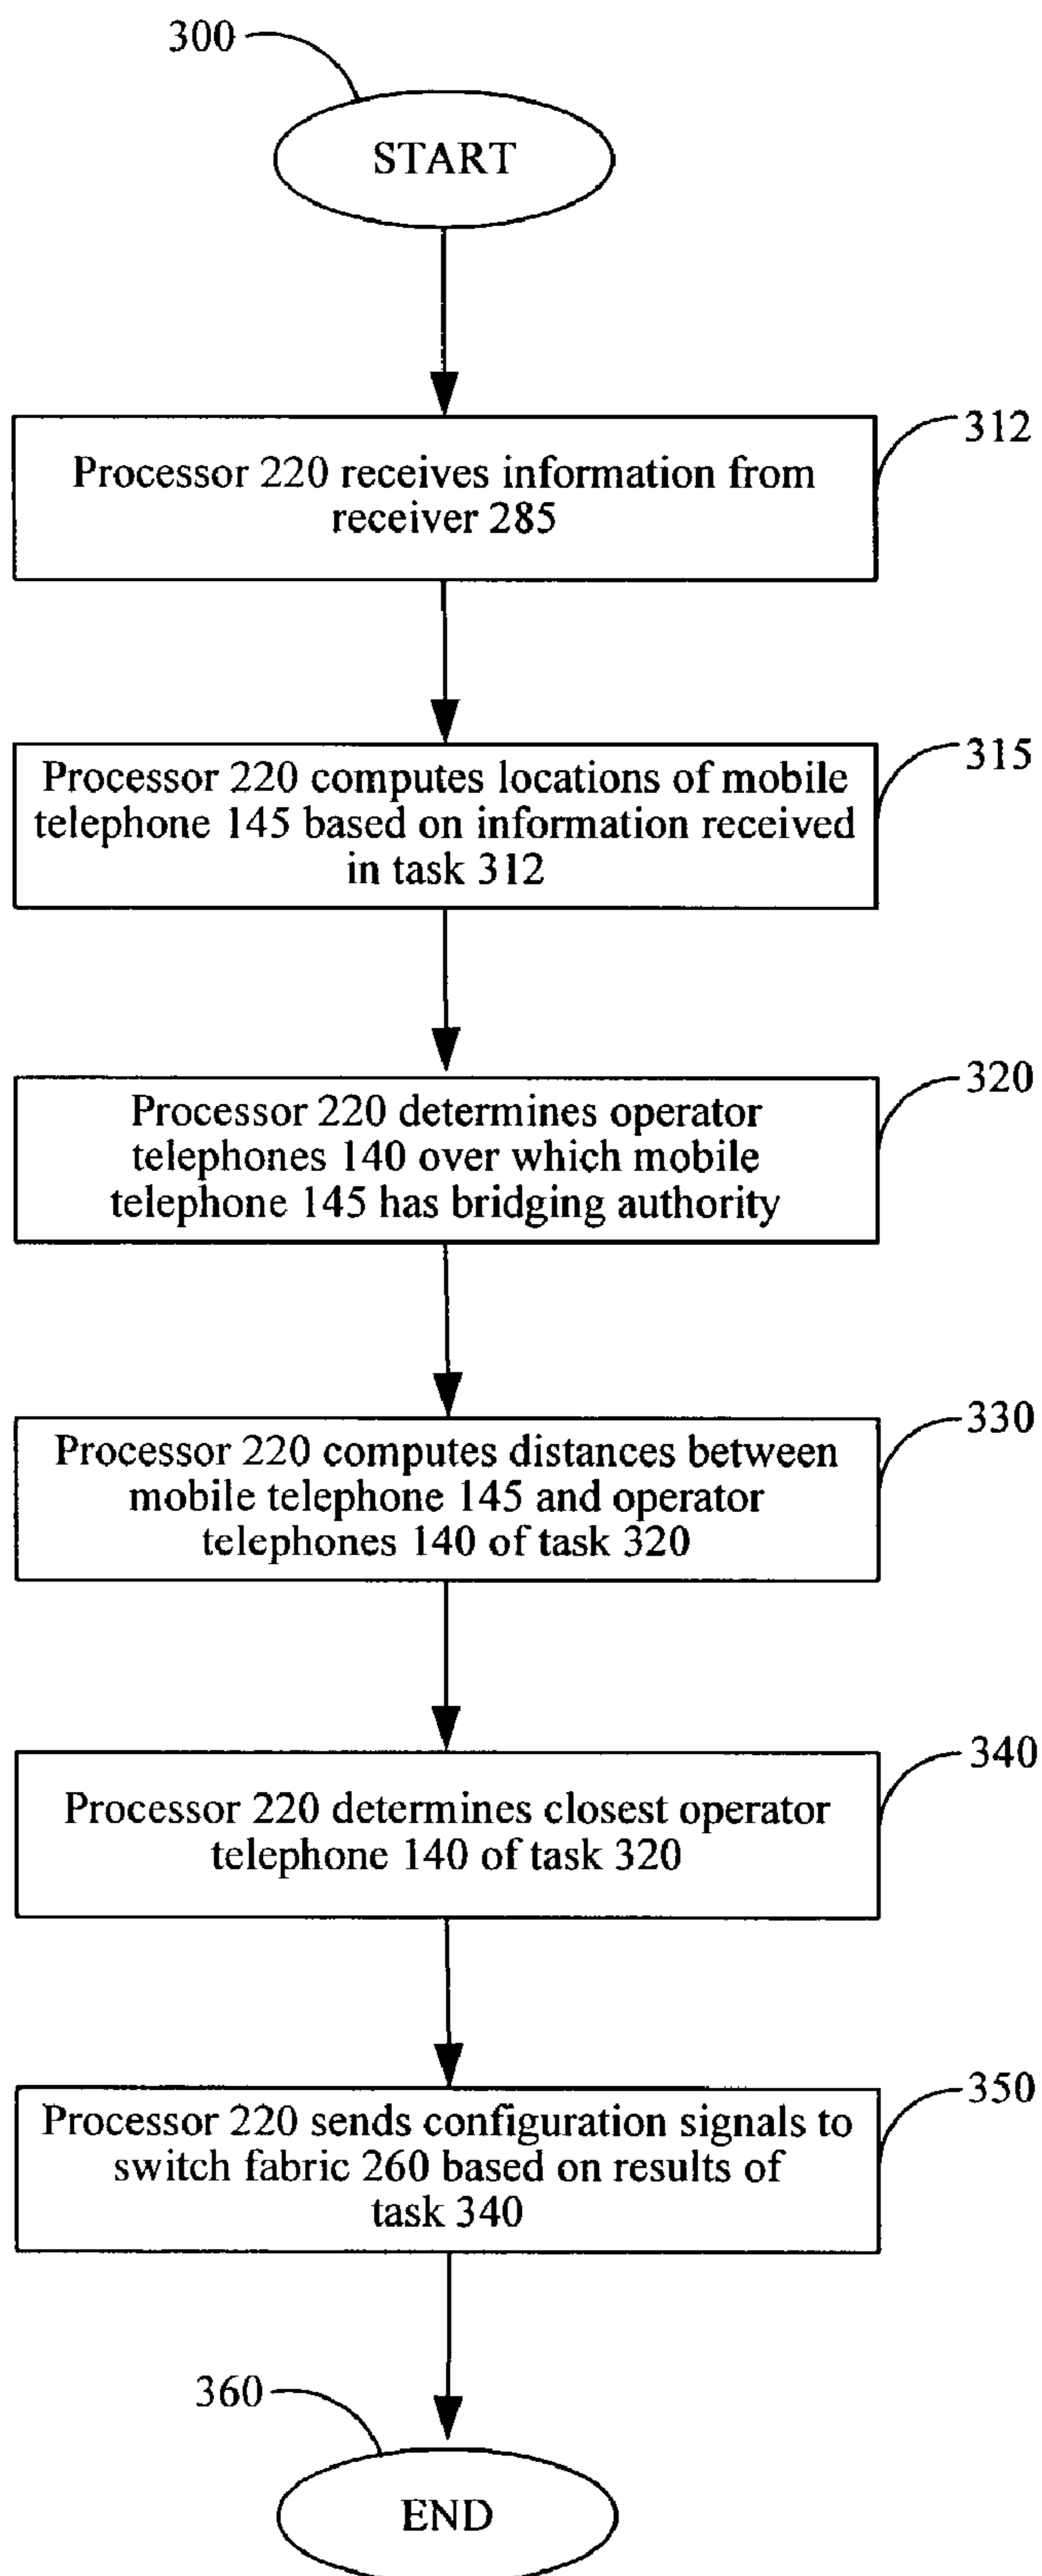 300
START
312
Processor 220 receives information from
receiver 285
315
Processor 220 computes locations of mobile
telephone 145 based on information received
in task 312
320
Processor 220 determines operator
telephones 140 over which mobile
telephone 145 has bridging authority
330
Processor 220 computes distances between
mobile telephone 145 and operator
telephones 140 of task 320
340
Processor 220 determines closest operator
telephone 140 of task 320
350
Processor 220 sends configuration signals to
switch fabric 260 based on results of
task 340
360
END